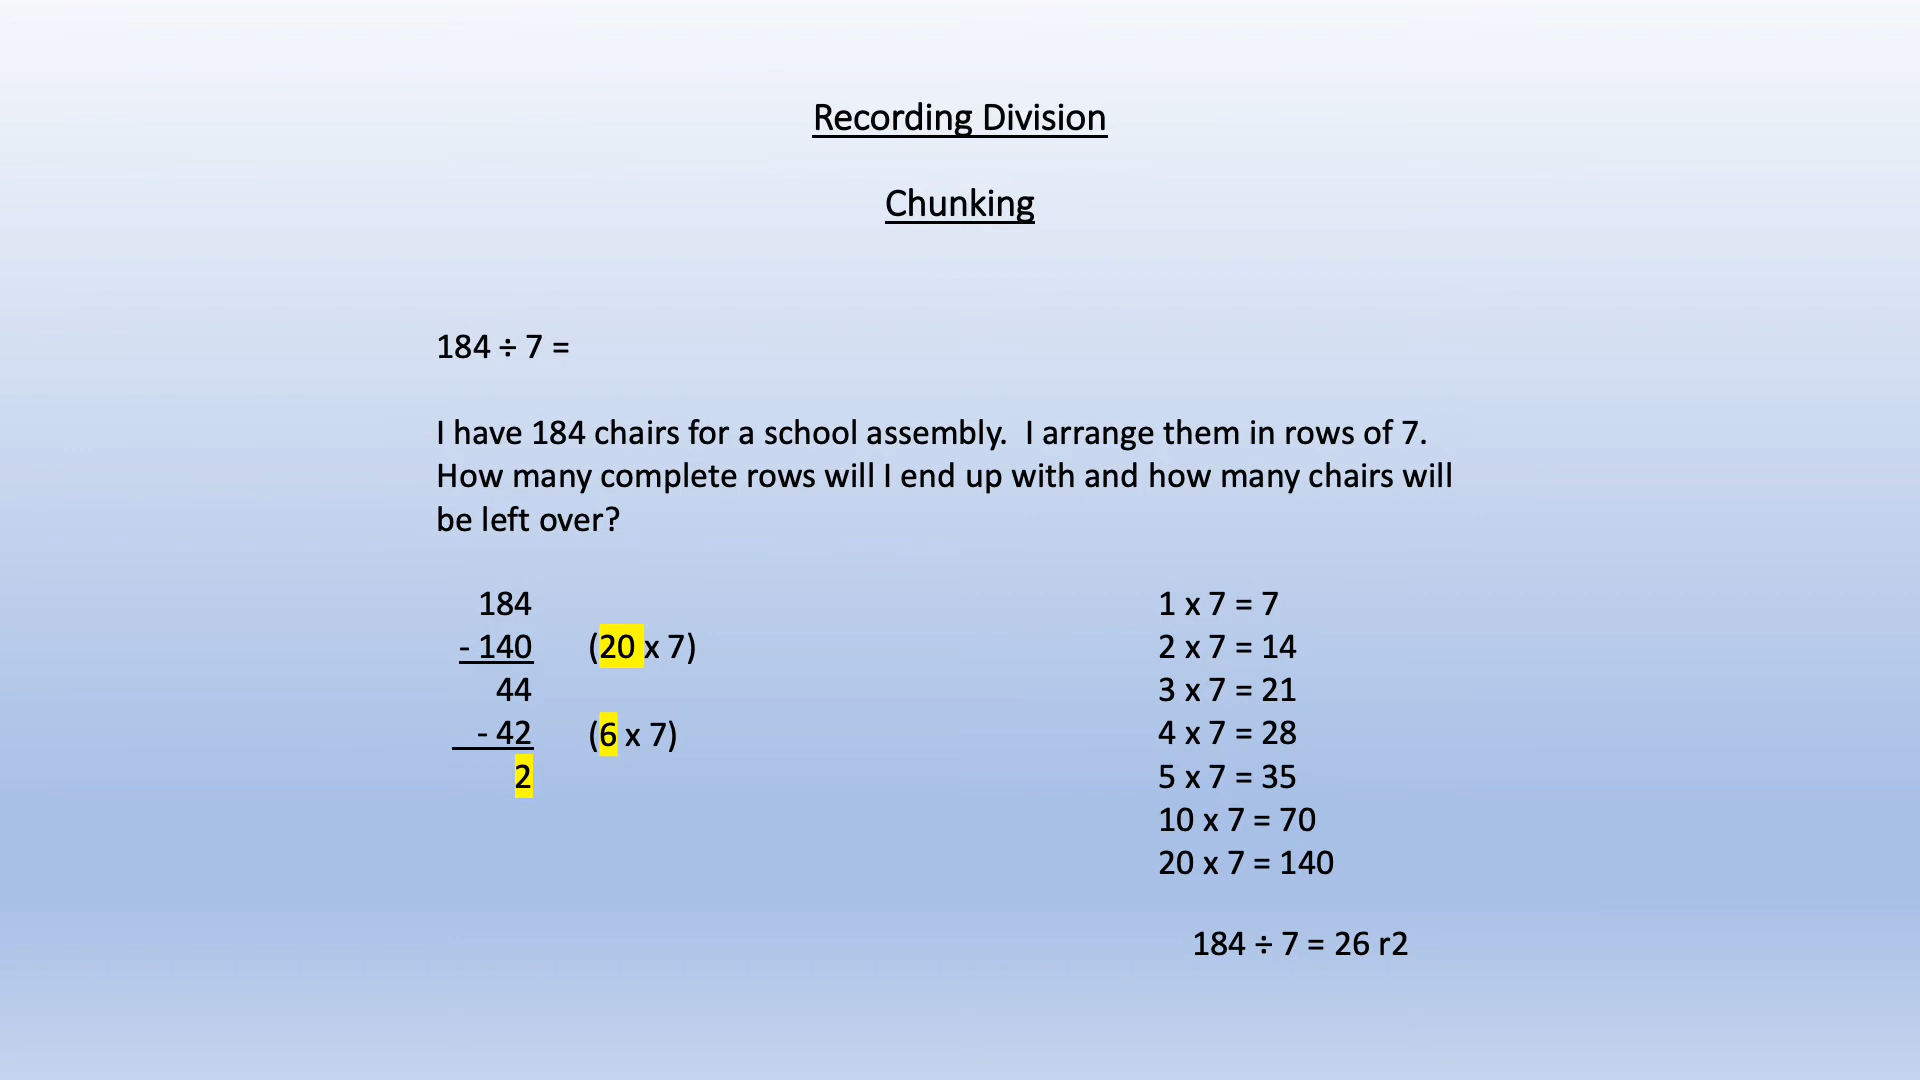 Recording Division
Chunking
184 ÷ 7 =
I have 184 chairs for a school assembly.  I arrange them in rows of 7.
How many complete rows will I end up with and how many chairs will
be left over?
184
- 140 (20 x 7)
44
- 42 (6 x 7)
2
1 x 7 = 7
2 x 7 = 14
3 x 7 = 21
4 x 7 = 28
5 x 7 = 35
10 x 7 = 70
20 x 7 = 140
184 ÷ 7 = 26 r2